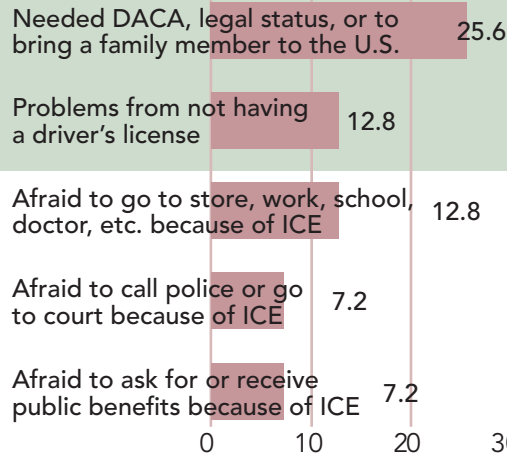 Needed DACA, legal status, or to
bring a family member to the U.S.
25.6
Problems from not having
a driver's license
12.8
Afraid to go to store, work, school,
doctor, etc. because of ICE
12.8
Afraid to call police or go
to court because of ICE
7.2
Afraid to ask for or receive
public benefits because of ICE
7.2
0 10 20 30